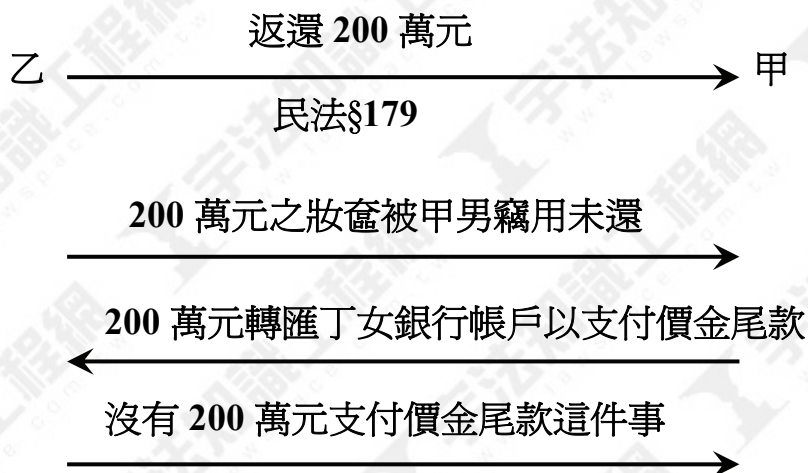 返還 200 萬元
乙 甲
民法§179
200 萬元之妝奩被甲男竊用未還
200 萬元轉匯丁女銀行帳戶以支付價金尾款
沒有 200 萬元支付價金尾款這件事